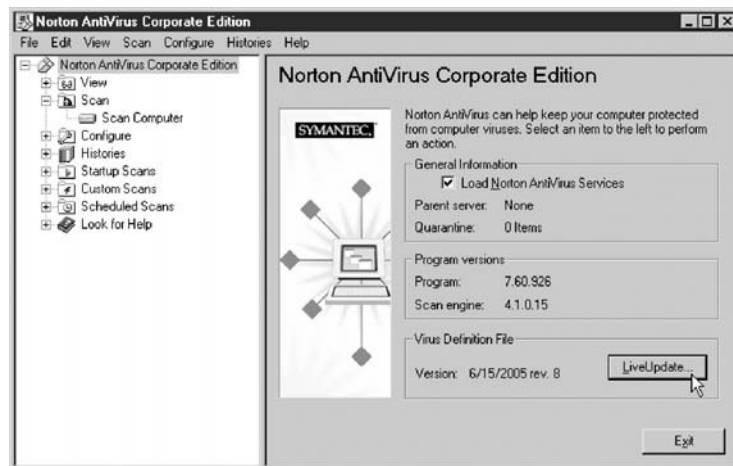 Norton AntiVirus Corporate Edition
File Edit View Scan Configure Histories Help
Norton AntiVirus Corporate Edition
View
Scan
Scan Computer
Configure
Histories
Startup Scans
Custom Scans
Scheduled Scans
Look for Help
Norton AntiVirus Corporate Edition
SYMANTEC.
Norton AntiVirus can help keep your computer protected
from computer viruses. Select an item to the left to perform
an action.
General Information
Load Norton AntiVirus Services
Parent server: None
Quarantine: 0 Items
Program versions
Program: 7.60.926
Scan engine: 4.1.0.15
Virus Definition File
Version: 6/15/2005 rev. 8
LiveUpdate...
Exit